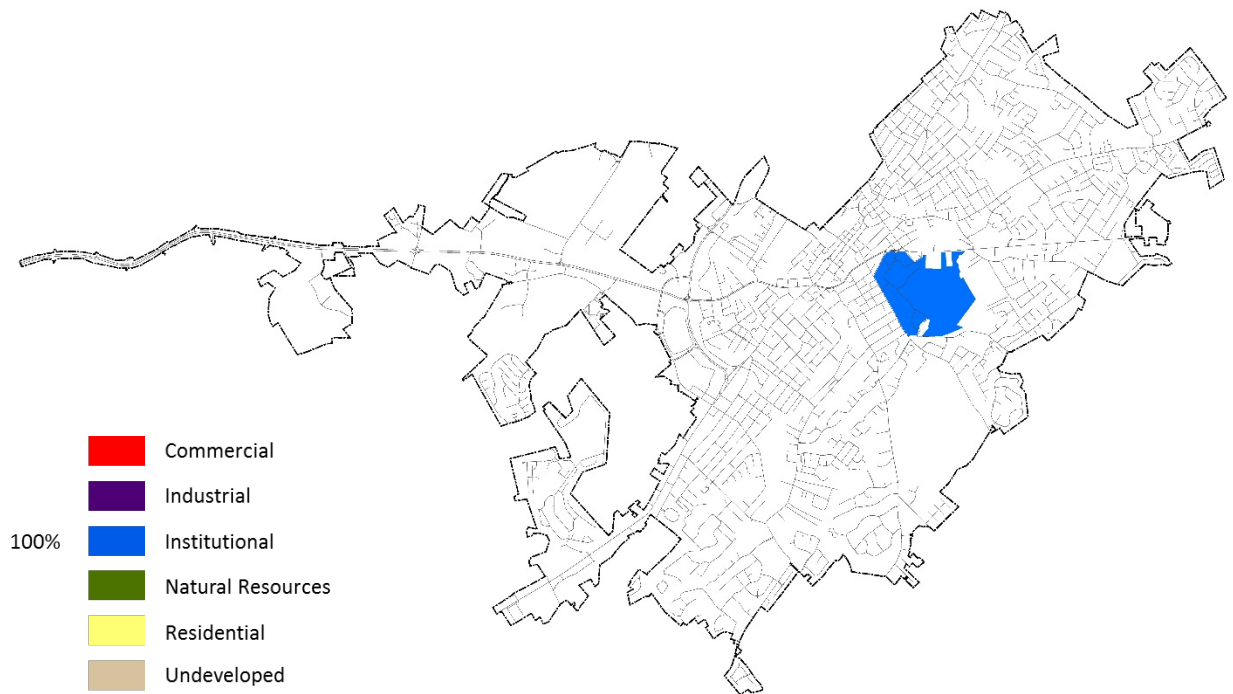 Commercial
Industrial
100% Institutional
Natural Resources
Residential
Undeveloped